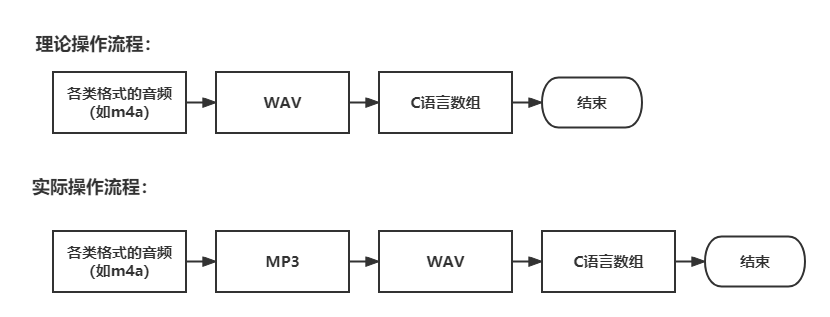 理论操作流程：
各类格式的音频
(如m4a)
WAV
C语言数组
结束
实际操作流程：
各类格式的音频
(如m4a)
MP3
WAV
C语言数组
结束